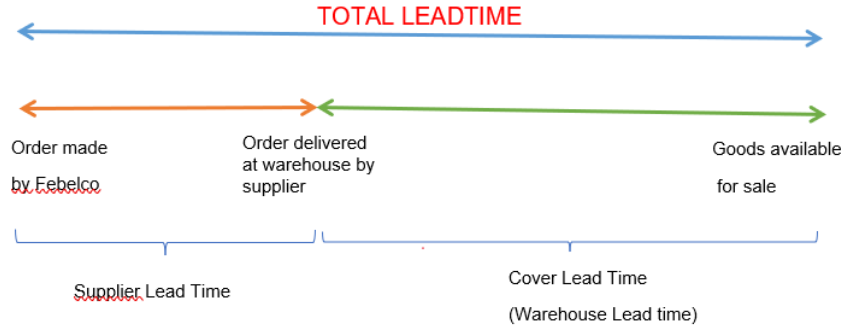 TOTAL LEADTIME
Order made
by Febelco
Order delivered
at warehouse by
supplier
Goods available
for sale
Supplier Lead Time
Cover Lead Time
(Warehouse Lead time)